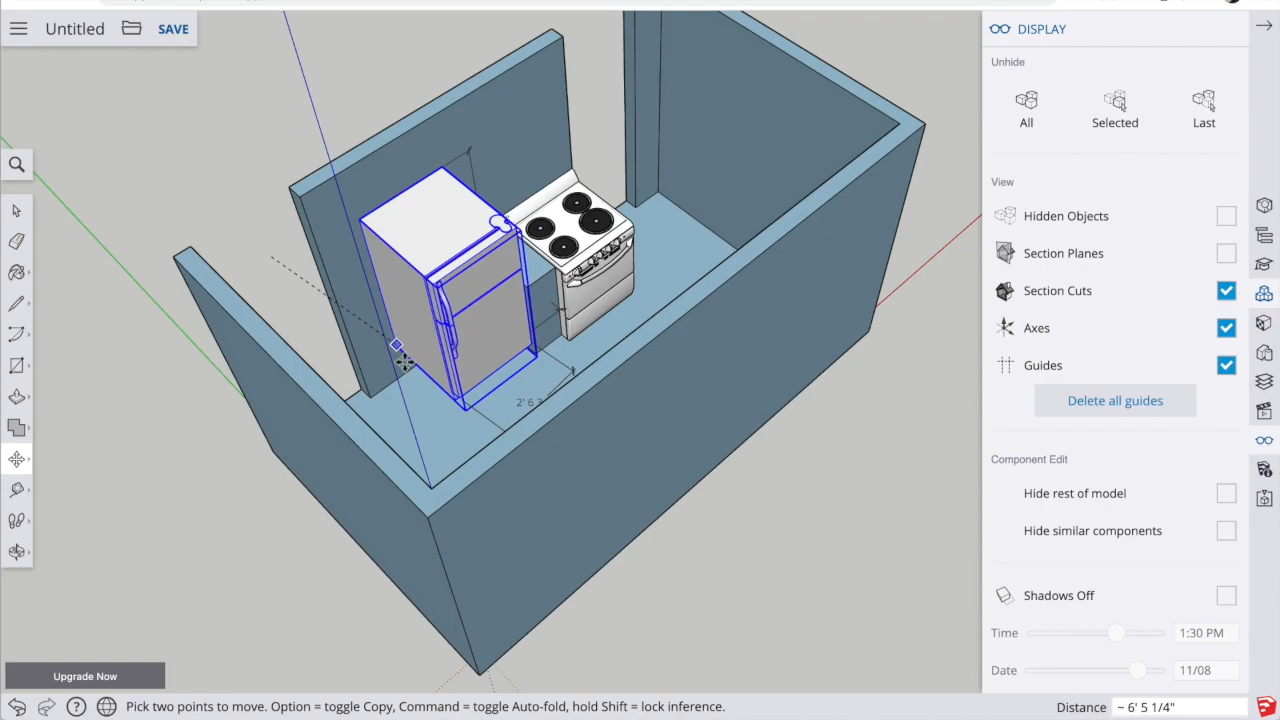 Untitled
SAVE
DISPLAY
Unhide
All
Selected
Last
View
Hidden Objects
Section Planes
Section Cuts
Axes
Guides
Delete all guides
Component Edit
Hide rest of model
Hide similar components
Shadows Off
Time
1:30 PM
Date
11/08
2' 6
Upgrade Now
Pick two points to move. Option = toggle Copy, Command = toggle Auto-fold, hold Shift = lock inference.
Distance
~ 6' 5 1/4"